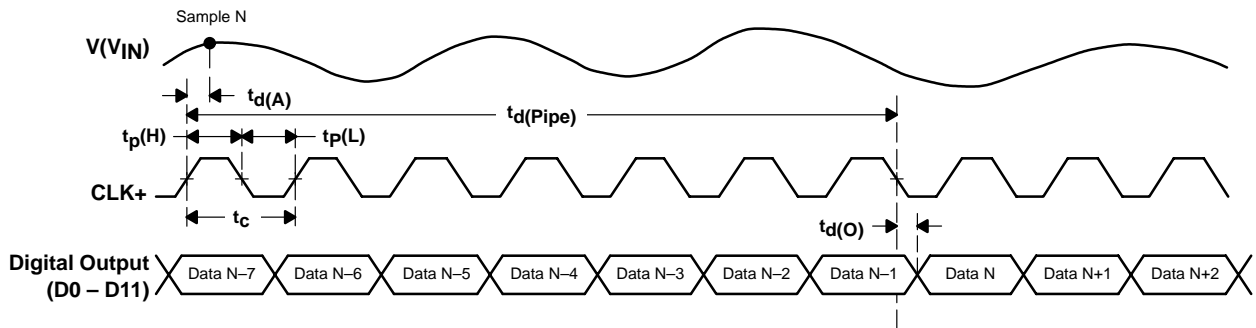 Sample N
V(VIN)
td(A)
td(Pipe)
tp(H)
tP(L)
CLK+
tc
td(O)
Digital Output
(D0 – D11)
Data N–7 Data N–6 Data N–5 Data N–4 Data N–3 Data N–2 Data N–1 Data N Data N+1 Data N+2